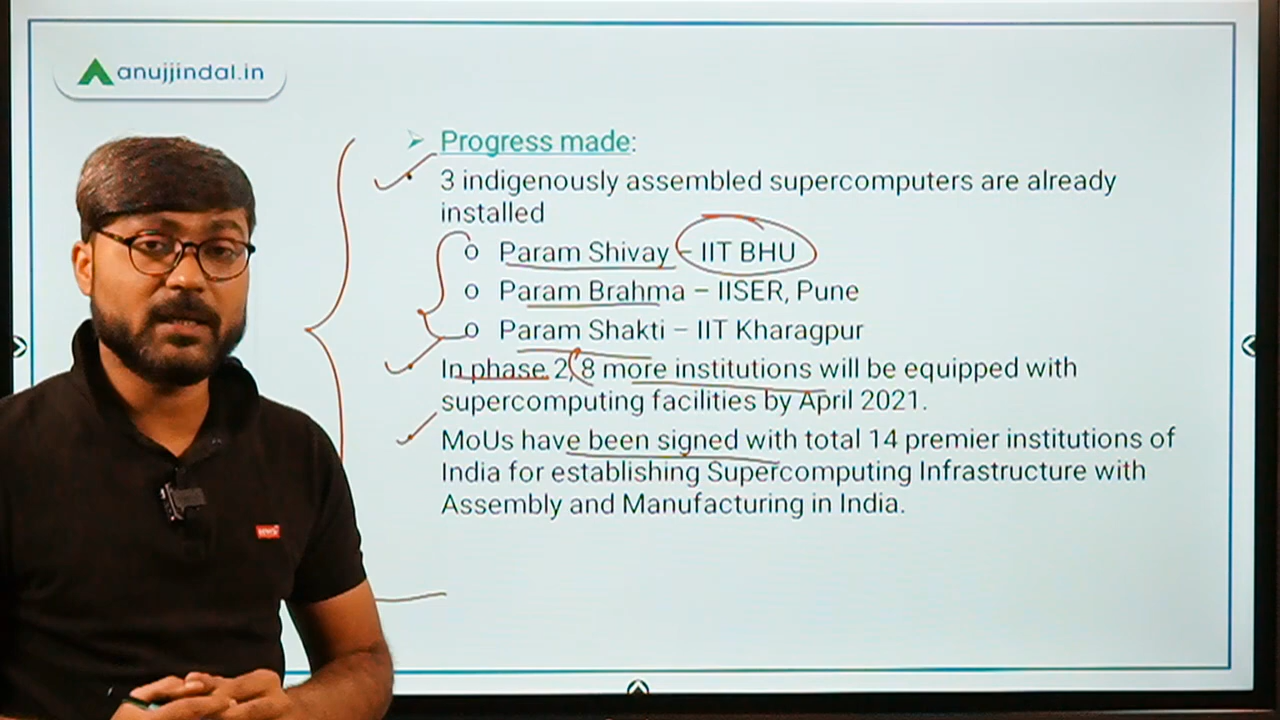 anujjindal.in
➢ Progress made:
• 3 indigenously assembled supercomputers are already
installed
o Param Shivay – IIT BHU
o Param Brahma – IISER, Pune
o Param Shakti – IIT Kharagpur
• In phase 2, 8 more institutions will be equipped with
supercomputing facilities by April 2021.
• MoUs have been signed with total 14 premier institutions of
India for establishing Supercomputing Infrastructure with
Assembly and Manufacturing in India.